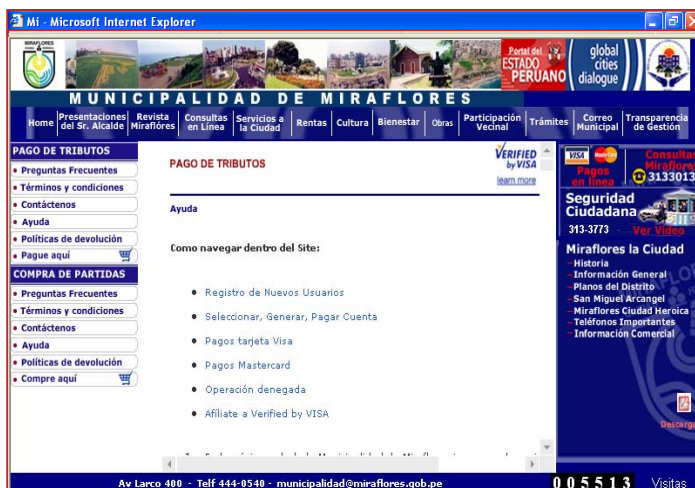 Mi - Microsoft Internet Explorer
MIRAFLORES
Portal del
ESTADO
PERUANO
global
cities
dialogue
MUNICIPALIDAD DE MIRAFLORES
Home
Presentaciones
del Sr. Alcalde
Revista
Miraflores
Consultas
en Línea
Servicios a
la Ciudad
Rentas
Cultura
Bienestar
Obras
Participación
Vecinal
Trámites
Correo
Municipal
Transparencia
de Gestión
PAGO DE TRIBUTOS
Preguntas Frecuentes
Términos y condiciones
Contáctenos
Ayuda
Políticas de devolución
Pague aquí
COMPRA DE PARTIDAS
Preguntas Frecuentes
Términos y condiciones
Contáctenos
Ayuda
Políticas de devolución
Compre aquí
PAGO DE TRIBUTOS
VERIFIED
by VISA
learn more
Ayuda
Como navegar dentro del Site:
Registro de Nuevos Usuarios
Seleccionar, Generar, Pagar Cuenta
Pagos tarjeta Visa
Pagos Mastercard
Operación denegada
Afíliate a Verified by VISA
VISA
MasterCard
Pagos
en línea
Consultas
Miraflores
3133013
Seguridad
Ciudadana
313-3773
Ver Video
Miraflores la Ciudad
Historia
Información General
Planos del Distrito
San Miguel Arcangel
Miraflores Ciudad Heroica
Teléfonos Importantes
Información Comercial
Descarga
Av Larco 400 - Telf 444-0540 - municipalidad@miraflores.gob.pe
005513 Visitas